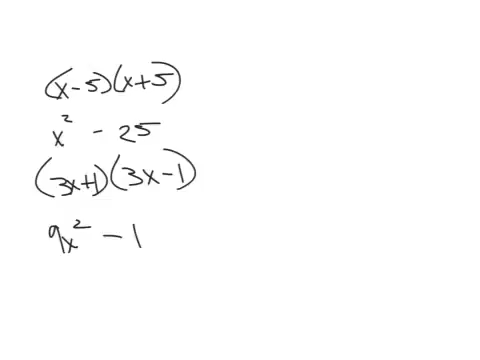 (x-5)(x+5)
x² - 25
(3x+1)(3x-1)
9x² - 1